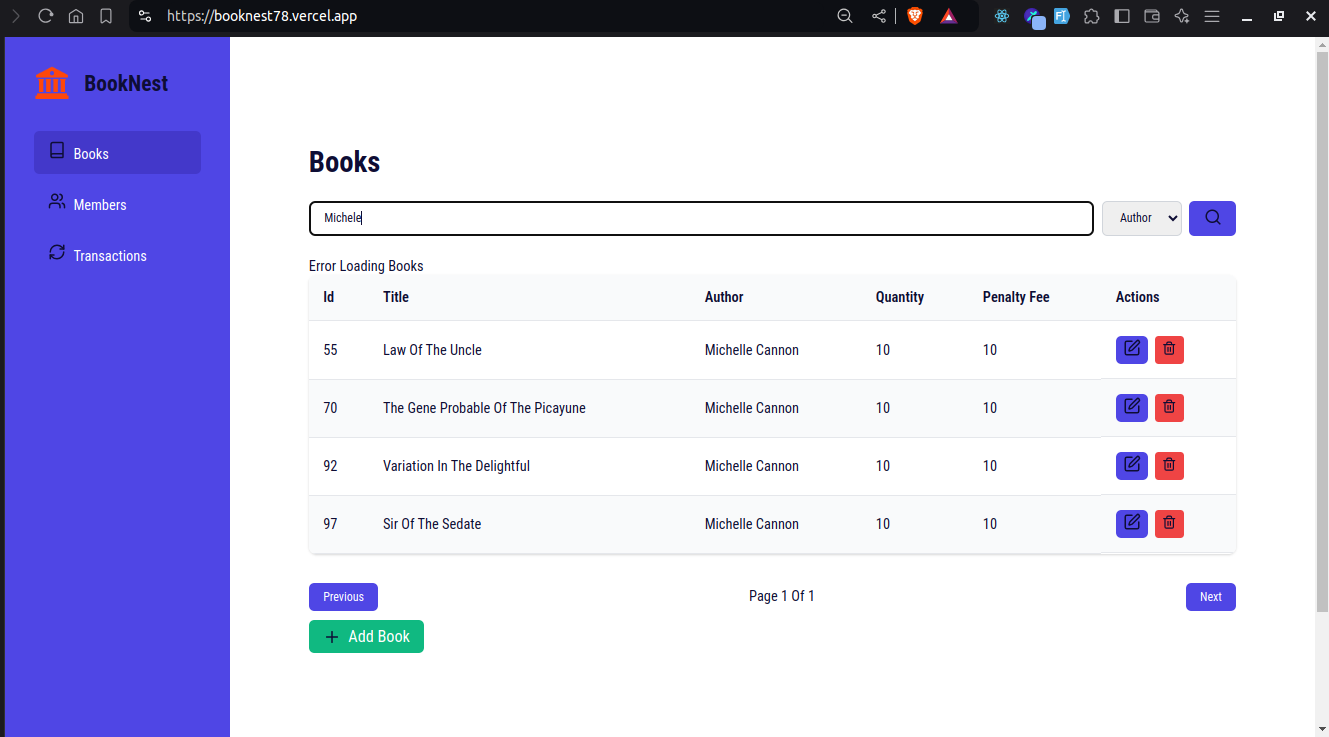 https://booknest78.vercel.app
BookNest
Books
Members
Transactions
Books
Michele
Author
Error Loading Books
Id Title Author Quantity Penalty Fee Actions
55 Law Of The Uncle Michelle Cannon 10 10
70 The Gene Probable Of The Picayune Michelle Cannon 10 10
92 Variation In The Delightful Michelle Cannon 10 10
97 Sir Of The Sedate Michelle Cannon 10 10
Previous Page 1 Of 1 Next
+ Add Book